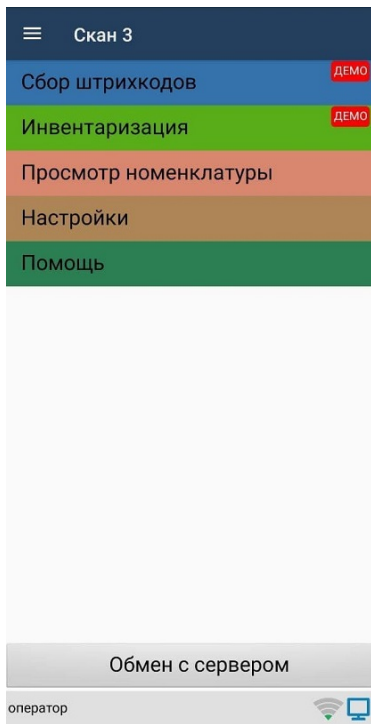 Скан 3
Сбор штрихкодов
ДЕМО
Инвентаризация
ДЕМО
Просмотр номенклатуры
Настройки
Помощь
Обмен с сервером
оператор